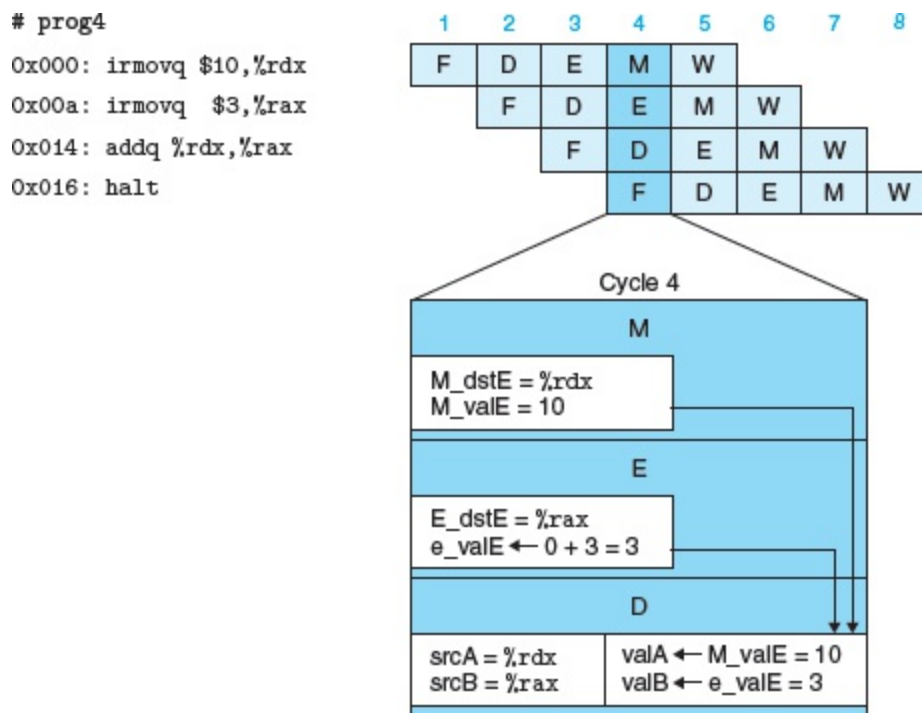 # prog4
1 2 3 4 5 6 7 8
0x000: irmovq $10,%rdx F D E M W
0x00a: irmovq $3,%rax F D E M W
0x014: addq %rdx,%rax F D E M W
0x016: halt F D E M W
Cycle 4
M
M_dstE = %rdx
M_valE = 10
E
E_dstE = %rax
e_valE ← 0 + 3 = 3
D
srcA = %rdx valA ← M_valE = 10
srcB = %rax valB ← e_valE = 3